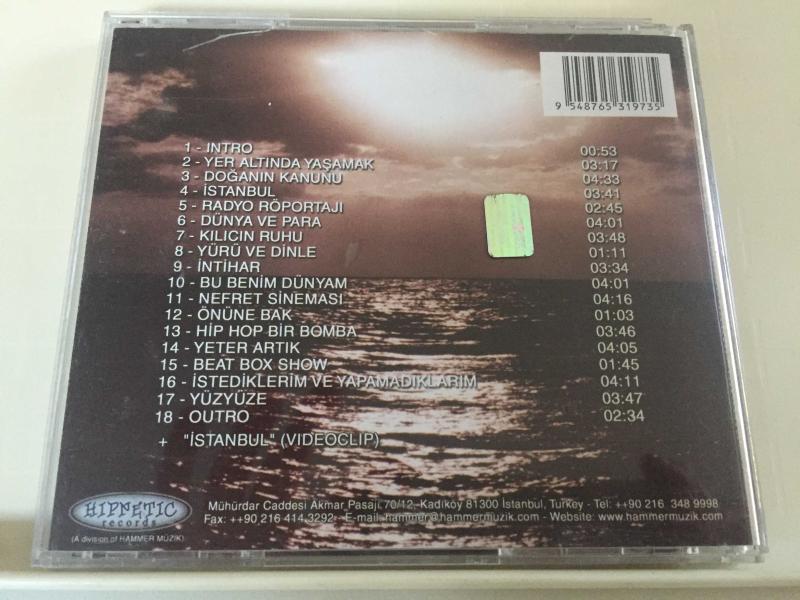 9 548765 319735
1 - INTRO 00:53
2 - YER ALTINDA YAŞAMAK 03:17
3 - DOĞANIN KANUNU 04:33
4 - İSTANBUL 03:41
5 - RADYO RÖPORTAJI 02:45
6 - DÜNYA VE PARA 04:01
7 - KILICIN RUHU 03:48
8 - YÜRÜ VE DİNLE 01:11
9 - İNTİHAR 03:34
10 - BU BENİM DÜNYAM 04:01
11 - NEFRET SİNEMASI 04:16
12 - ÖNÜNE BAK 01:03
13 - HİP HOP BİR BOMBA 03:46
14 - YETER ARTIK 04:05
15 - BEAT BOX SHOW 01:45
16 - İSTEDİKLERİM VE YAPAMADIKLARIM 04:11
17 - YÜZYÜZE 03:47
18 - OUTRO 02:34
+ "İSTANBUL" (VIDEOCLIP)
HIPNETIC
records
(A division of HAMMER MÜZİK)
Mühürdar Caddesi Akmar Pasajı 70/12 Kadıköy 81300 İstanbul, Turkey - Tel: ++90 216 348 9998
Fax: ++90 216 414 3292 - E-mail: hammer@hammermuzik.com - Website: www.hammermuzik.com